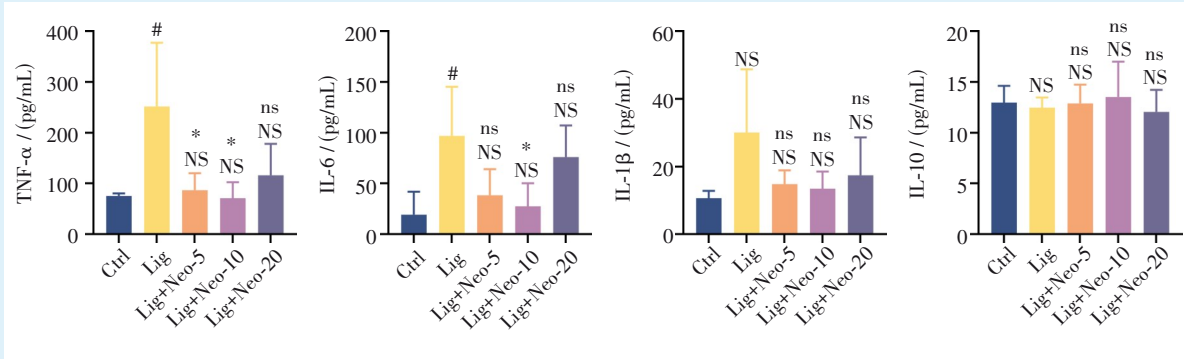 TNF-α / (pg/mL)
400
300
200
100
0
#
*
NS
*
NS
ns
NS
Ctrl
Lig
Lig+Neo-5
Lig+Neo-10
Lig+Neo-20
IL-6 / (pg/mL)
200
150
100
50
0
#
ns
NS
*
NS
ns
NS
Ctrl
Lig
Lig+Neo-5
Lig+Neo-10
Lig+Neo-20
IL-1β / (pg/mL)
60
40
20
0
NS
ns
NS
ns
NS
ns
NS
Ctrl
Lig
Lig+Neo-5
Lig+Neo-10
Lig+Neo-20
IL-10 / (pg/mL)
20
15
10
5
0
NS
ns
NS
ns
NS
ns
NS
Ctrl
Lig
Lig+Neo-5
Lig+Neo-10
Lig+Neo-20